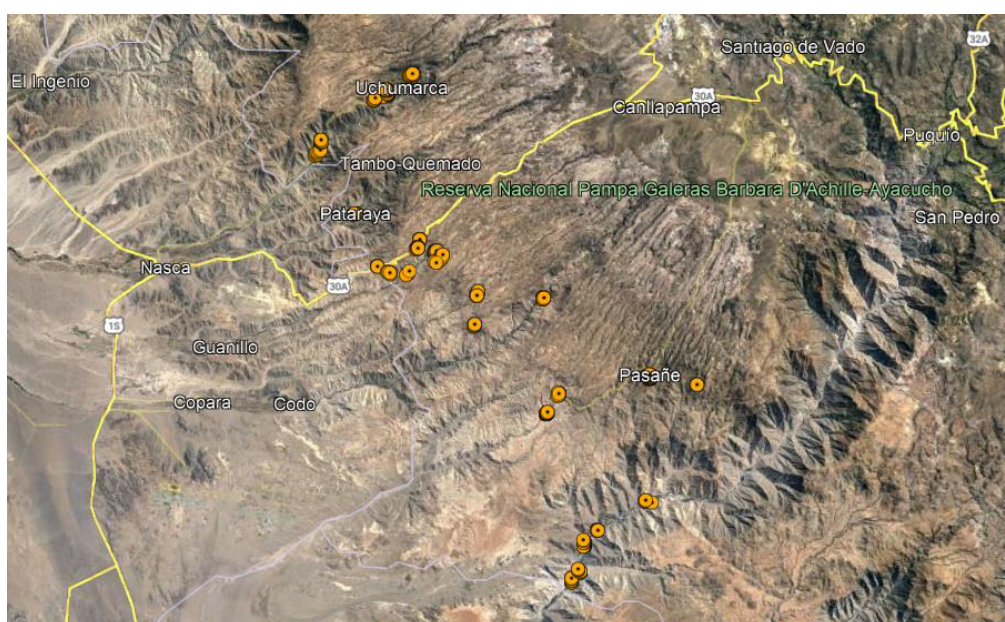 32A
Santiago de Vado
El Ingenio
Uchumarca
30A
Canllapampa
Puquio
Tambo-Quemado
Reserva Nacional Pampa Galeras Barbara D'Achille-Ayacucho
Pataraya
San Pedro
Nasca
30A
1S
Guanillo
Pasañe
Copara
Codo